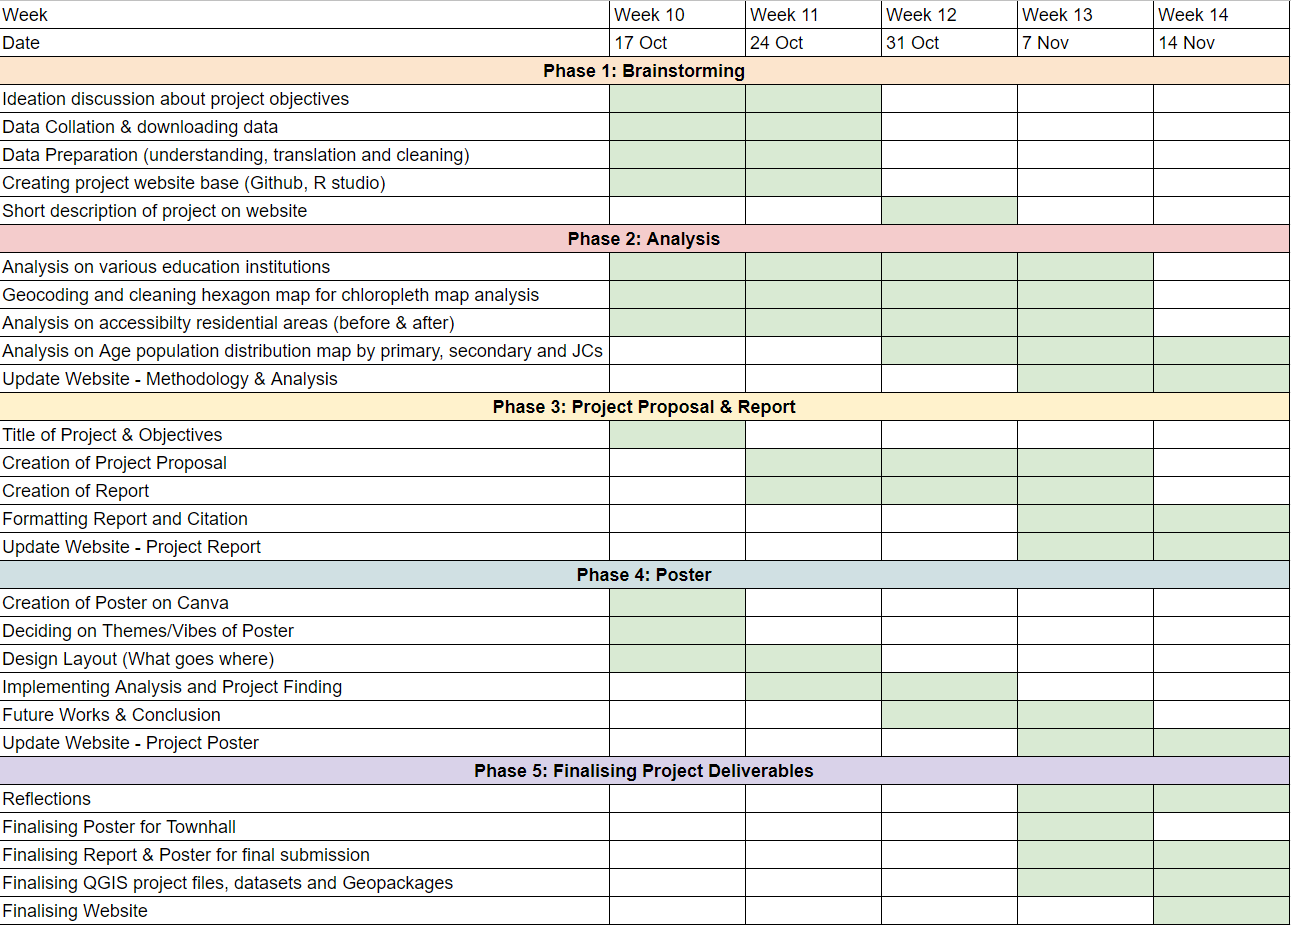 Week Week 10 Week 11 Week 12 Week 13 Week 14
Date 17 Oct 24 Oct 31 Oct 7 Nov 14 Nov
Phase 1: Brainstorming
Ideation discussion about project objectives
Data Collation & downloading data
Data Preparation (understanding, translation and cleaning)
Creating project website base (Github, R studio)
Short description of project on website
Phase 2: Analysis
Analysis on various education institutions
Geocoding and cleaning hexagon map for chloropleth map analysis
Analysis on accessibilty residential areas (before & after)
Analysis on Age population distribution map by primary, secondary and JCs
Update Website - Methodology & Analysis
Phase 3: Project Proposal & Report
Title of Project & Objectives
Creation of Project Proposal
Creation of Report
Formatting Report and Citation
Update Website - Project Report
Phase 4: Poster
Creation of Poster on Canva
Deciding on Themes/Vibes of Poster
Design Layout (What goes where)
Implementing Analysis and Project Finding
Future Works & Conclusion
Update Website - Project Poster
Phase 5: Finalising Project Deliverables
Reflections
Finalising Poster for Townhall
Finalising Report & Poster for final submission
Finalising QGIS project files, datasets and Geopackages
Finalising Website